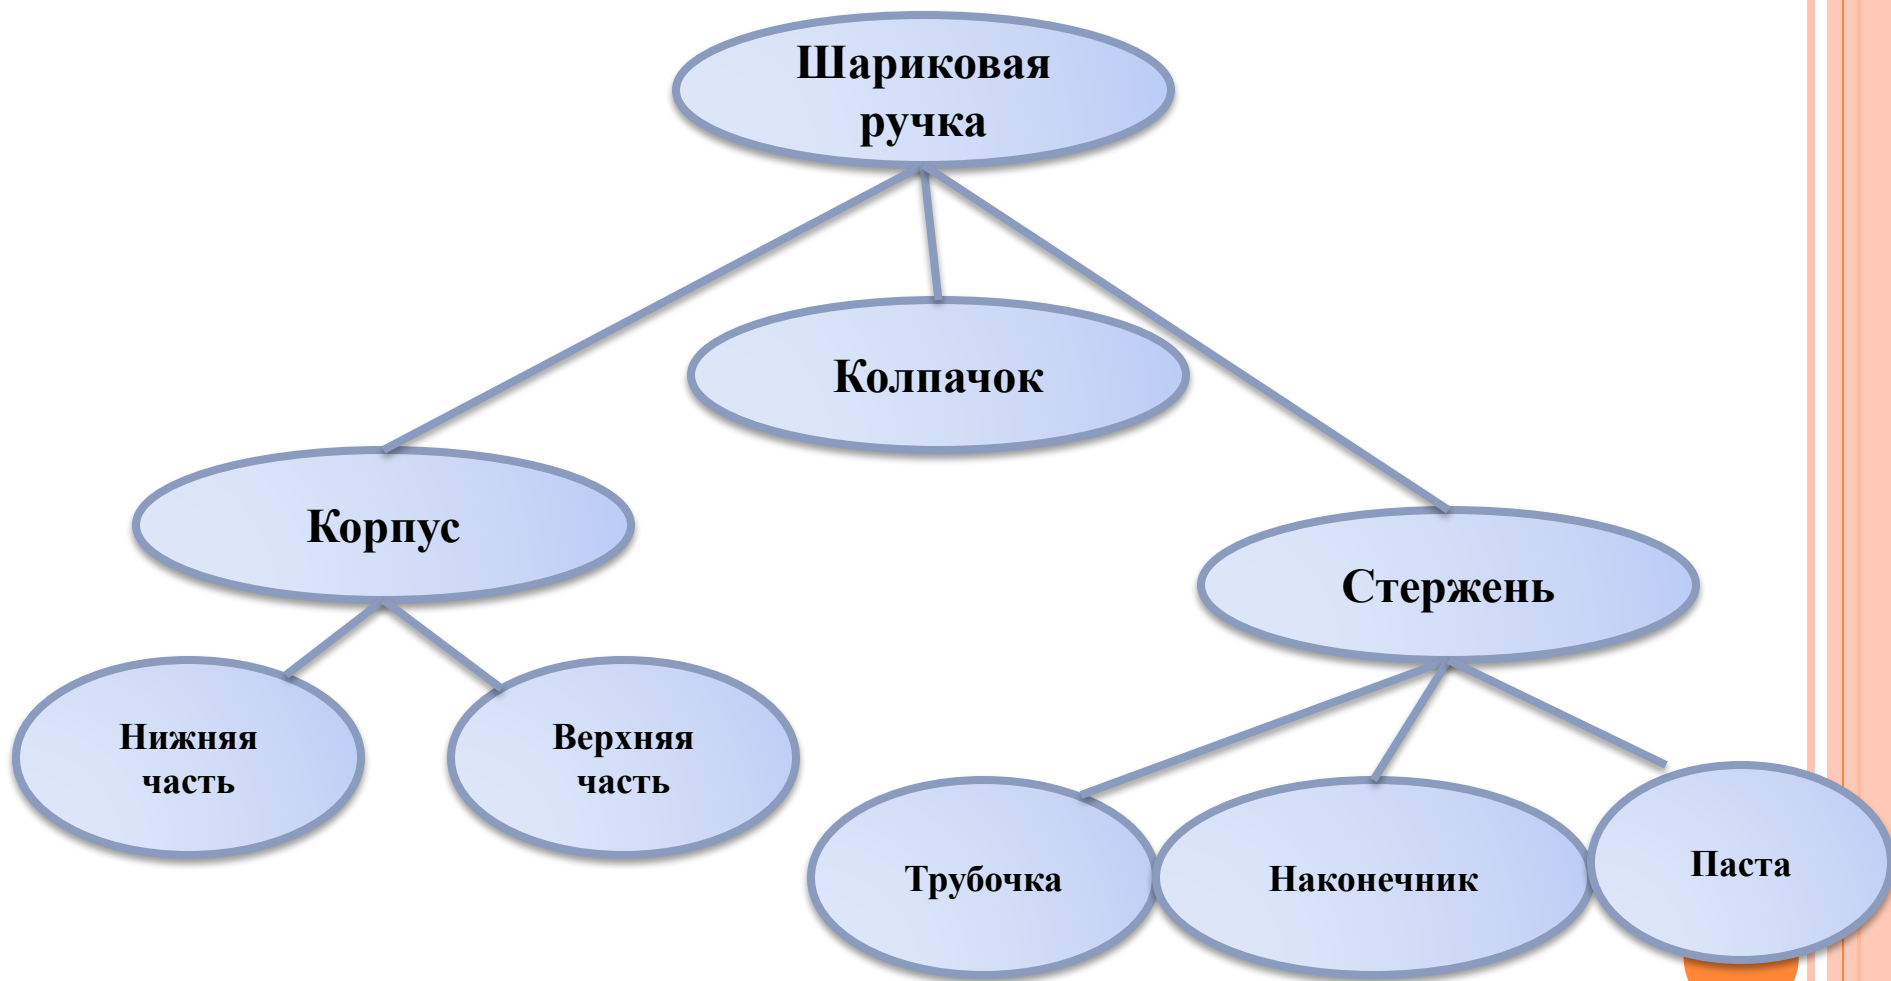 Шариковая
ручка
Колпачок
Корпус
Стержень
Нижняя
часть
Верхняя
часть
Трубочка
Наконечник
Паста